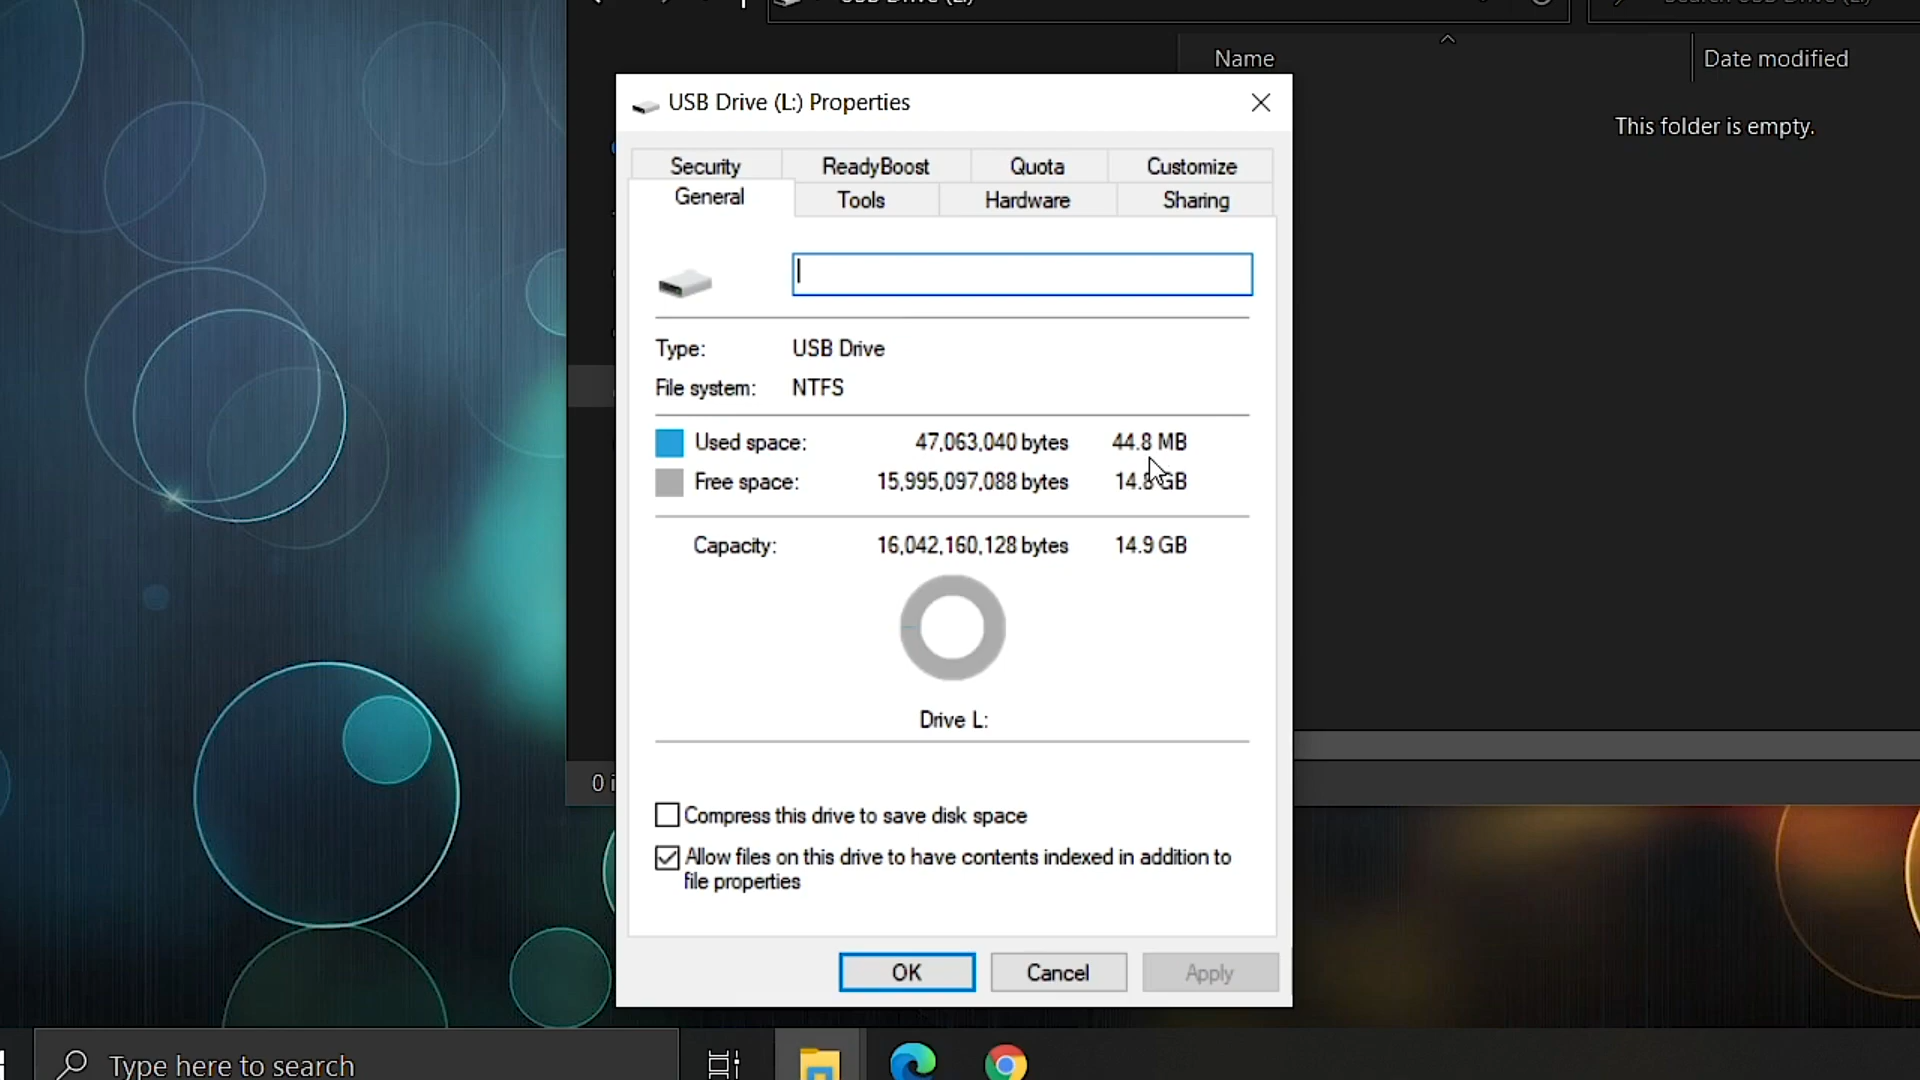 Name
Date modified
This folder is empty.
USB Drive (L:) Properties
Security ReadyBoost Quota Customize
General Tools Hardware Sharing
Type: USB Drive
File system: NTFS
Used space: 47,063,040 bytes 44.8 MB
Free space: 15,995,097,088 bytes 14.8 GB
Capacity: 16,042,160,128 bytes 14.9 GB
Drive L:
0 i
Compress this drive to save disk space
Allow files on this drive to have contents indexed in addition to
file properties
OK Cancel Apply
Type here to search